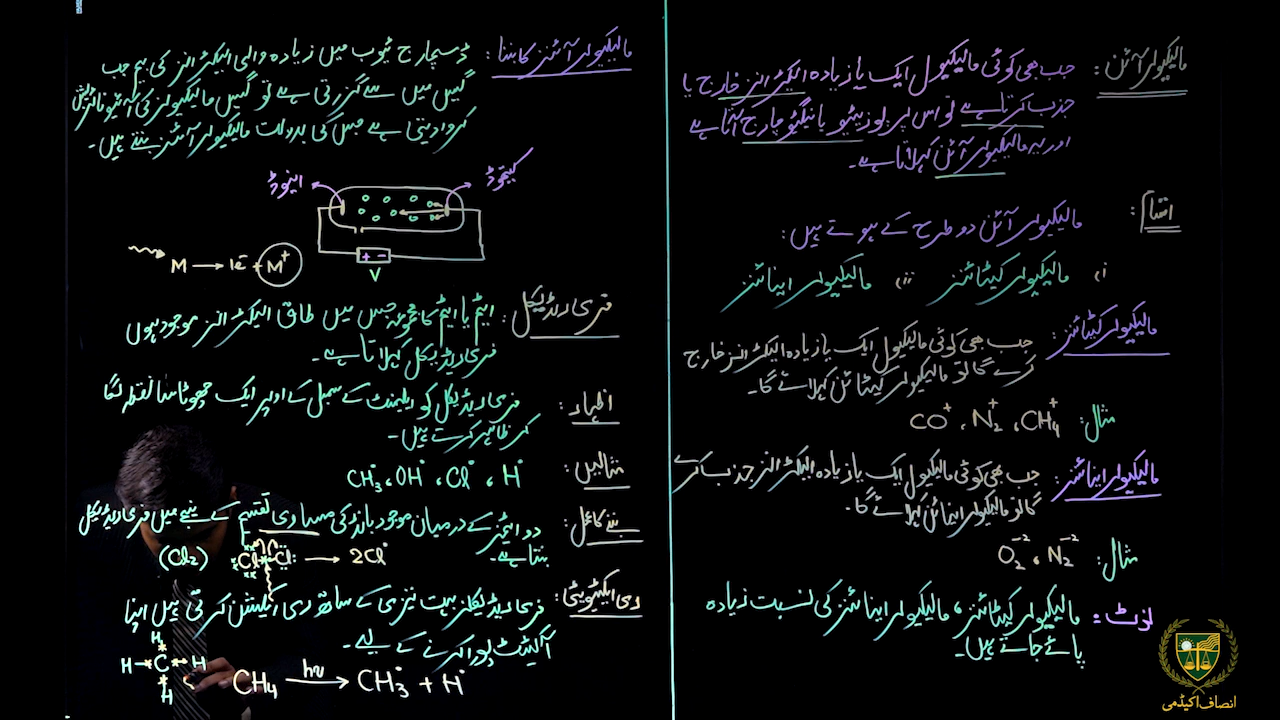 مالیکیولر آئن: جب بھی کوئی مالیکیول ایک یا زیادہ الیکٹرانز خارج یا
جذب کرتا ہے تو اس پر پوزیٹیو یا نیگٹیو چارج آتا ہے
اور یہ مالیکیولر آئن کہلاتا ہے۔
اقسام:
مالیکیولر آئن دو طرح کے ہوتے ہیں:
i) مالیکیولر کیٹائنز ii) مالیکیولر اینائنز
مالیکیولر کیٹائنز: جب بھی کوئی مالیکیول ایک یا زیادہ الیکٹرانز خارج
کرے گا تو مالیکیولر کیٹائن کہلائے گا۔
مثال: CH₄⁺ ، N₂⁺ ، CO⁺
مالیکیولر اینائنز: جب بھی کوئی مالیکیول ایک یا زیادہ الیکٹرانز جذب کرے
گا تو مالیکیولر اینائن کہلائے گا۔
مثال: N₂⁻² ، O₂⁻²
نوٹ: مالیکیولر کیٹائنز، مالیکیولر اینائنز کی نسبت زیادہ
پائے جاتے ہیں۔
انصاف اکیڈمی
مالیکیولر آئنز کا بننا: ڈسچارج ٹیوب میں زیادہ والی الیکٹرانز کی بیم جب
گیس میں سے گزرتی ہے تو گیس مالیکیولز کی آئیونائزیشن
کروا دیتی ہے جس کی بدولت مالیکیولر آئنز بنتے ہیں۔
کیتھوڈ
اینوڈ
+ -
V
M → 1e⁻ + M⁺
فری ریڈیکل: ایٹم یا ایٹم کا مجموعہ جس میں طاق الیکٹرانز موجود ہوں
فری ریڈیکل کہلاتا ہے۔
اظہار: فری ریڈیکل کو ایلیمنٹ کے سمبل کے اوپر ایک چھوٹا سا نقطہ لگا
کر ظاہر کرتے ہیں۔
مثالیں: H• ، Cl• ، OH• ، CH₃•
بننے کا عمل: دو ایٹمز کے درمیان موجود بانڈ کی مساوی تقسیم کے نتیجے میں فری ریڈیکل
بنتا ہے۔
(Cl₂) Cl Cl: → 2Cl•
ری ایکٹیویٹی: فری ریڈیکلز بہت تیزی کے ساتھ ری ایکشن کرتی ہیں اپنا
آکٹیٹ پورا کرنے کے لیے۔
H
H C H
H
CH₄ hν → CH₃• + H•